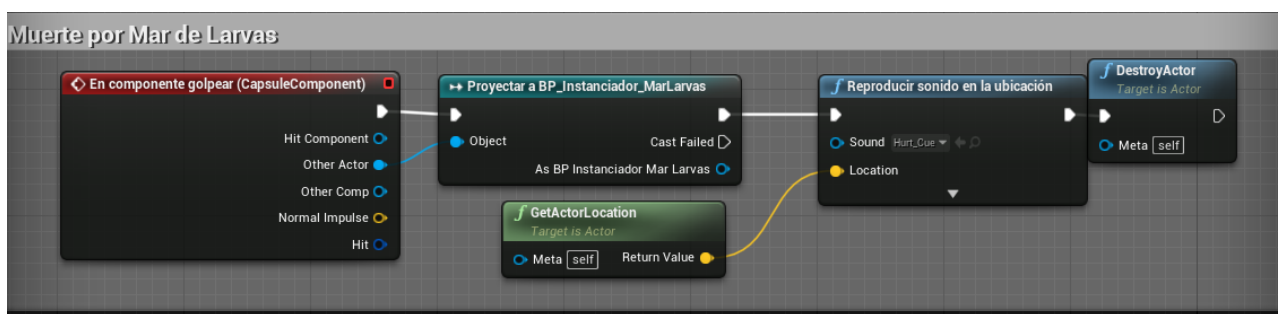 Muerte por Mar de Larvas
En componente golpear (CapsuleComponent)
Hit Component
Other Actor
Other Comp
Normal Impulse
Hit
Proyectar a BP_Instanciador_MarLarvas
Object
Cast Failed
As BP Instanciador Mar Larvas
GetActorLocation
Target is Actor
Meta self
Return Value
Reproducir sonido en la ubicación
Sound Hurt_Cue
Location
DestroyActor
Target is Actor
Meta self